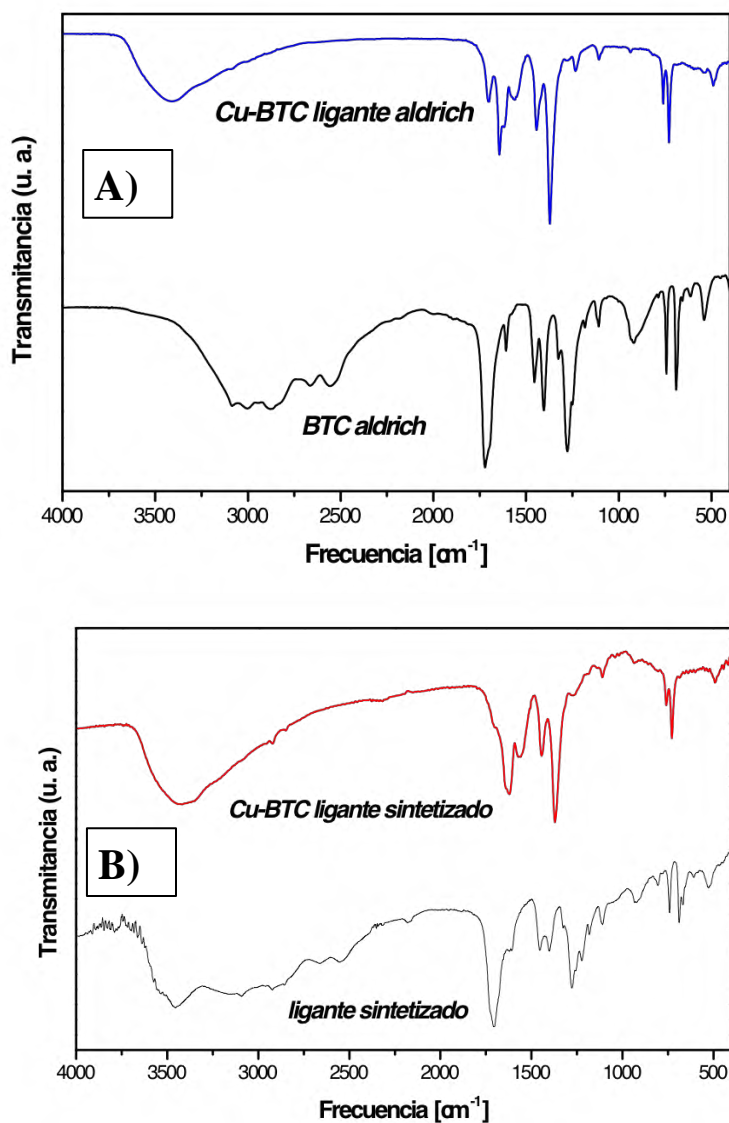 Cu-BTC ligante aldrich
A)
Transmitancia (u. a.)
BTC aldrich
4000 3500 3000 2500 2000 1500 1000 500
Frecuencia [cm⁻¹]
Cu-BTC ligante sintetizado
B)
Transmitancia (u. a.)
ligante sintetizado
4000 3500 3000 2500 2000 1500 1000 500
Frecuencia [cm⁻¹]